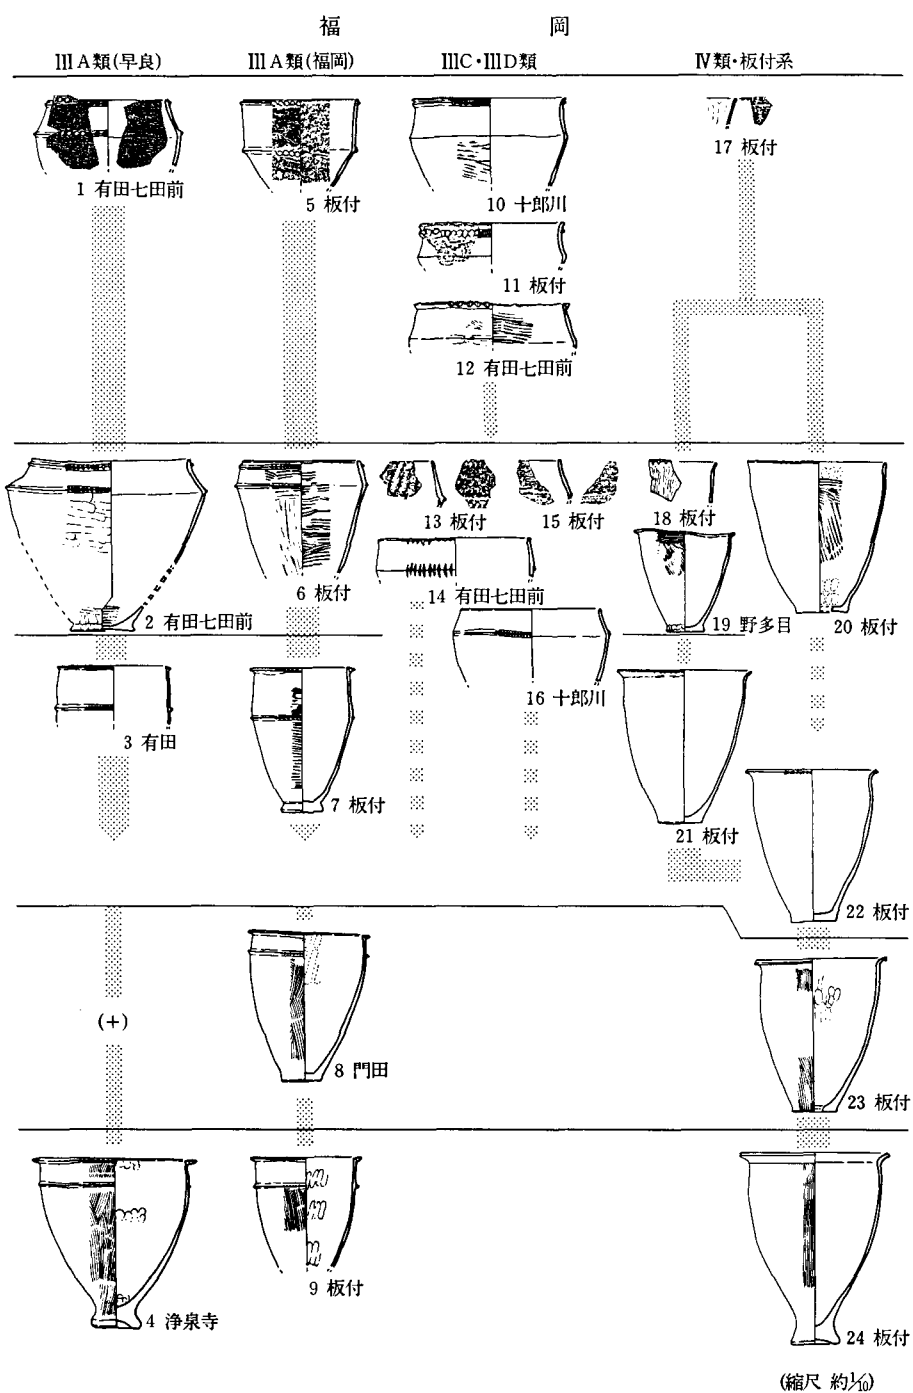 福岡
ⅢA類(早良) ⅢA類(福岡) ⅢC・ⅢD類 Ⅳ類・板付系
1 有田七田前
5 板付
10 十郎川
11 板付
12 有田七田前
17 板付
2 有田七田前
6 板付
13 板付
15 板付
14 有田七田前
16 十郎川
18 板付
19 野多目
20 板付
3 有田
7 板付
21 板付
22 板付
(+)
8 門田
23 板付
4 浄泉寺
9 板付
24 板付
(縮尺 約1/10)